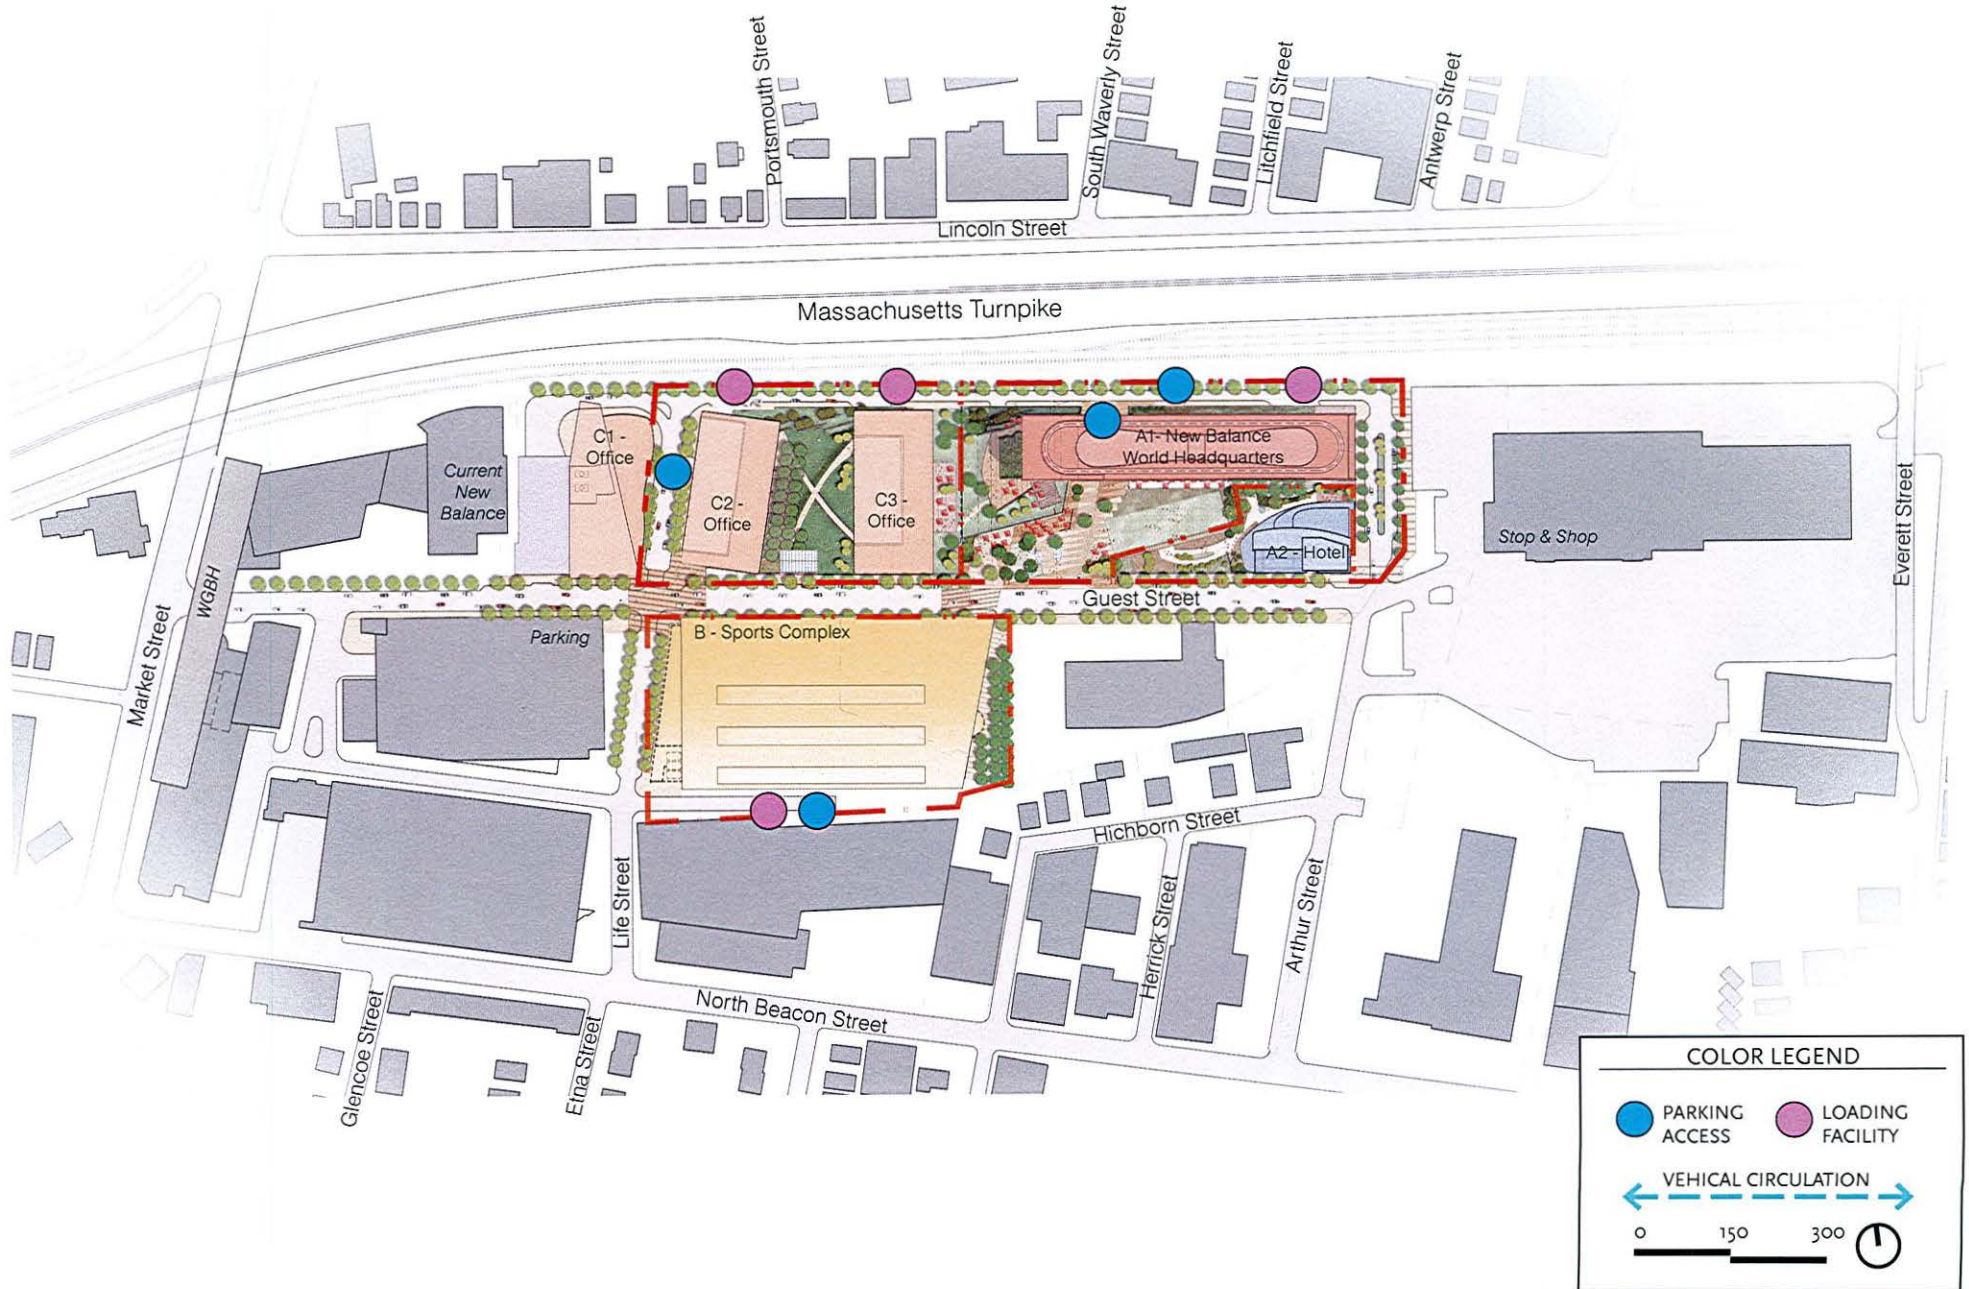 Portsmouth Street
South Waverly Street
Litchfield Street
Antwerp Street
Lincoln Street
Massachusetts Turnpike
C1 -
Office
Current
New
Balance
C2 -
Office
C3 -
Office
A1- New Balance
World Headquarters
A2 - Hotel
Stop & Shop
Everett Street
WGBH
Market Street
Guest Street
Parking
B - Sports Complex
Hichborn Street
Life Street
Herrick Street
Arthur Street
North Beacon Street
Glencoe Street
Etna Street
COLOR LEGEND
PARKING
ACCESS
LOADING
FACILITY
VEHICAL CIRCULATION
0 150 300